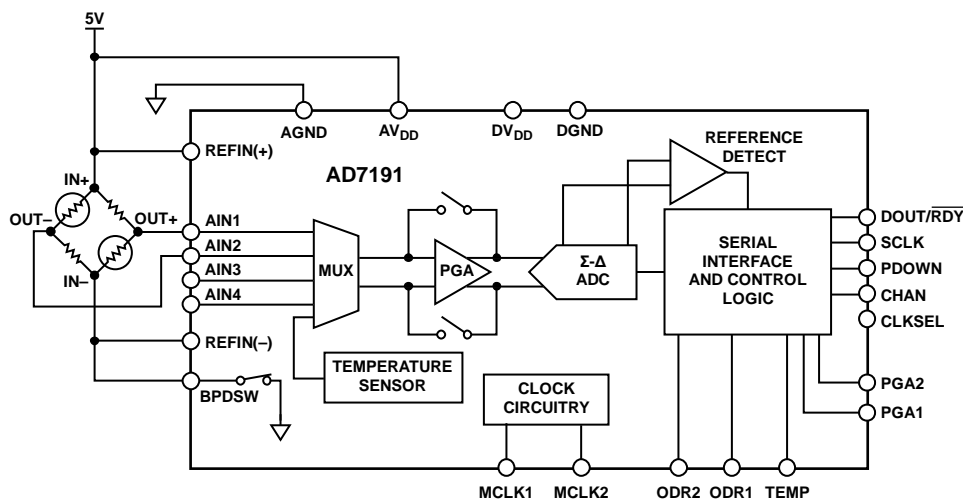 5V
AGND
AVDD
DVDD
DGND
REFIN(+)
AD7191
REFERENCE
DETECT
IN+
OUT–
OUT+
IN–
AIN1
AIN2
AIN3
AIN4
REFIN(–)
BPDSW
MUX
PGA
Σ-Δ
ADC
SERIAL
INTERFACE
AND CONTROL
LOGIC
DOUT/RDY
SCLK
PDOWN
CHAN
CLKSEL
PGA2
PGA1
TEMPERATURE
SENSOR
CLOCK
CIRCUITRY
MCLK1
MCLK2
ODR2
ODR1
TEMP